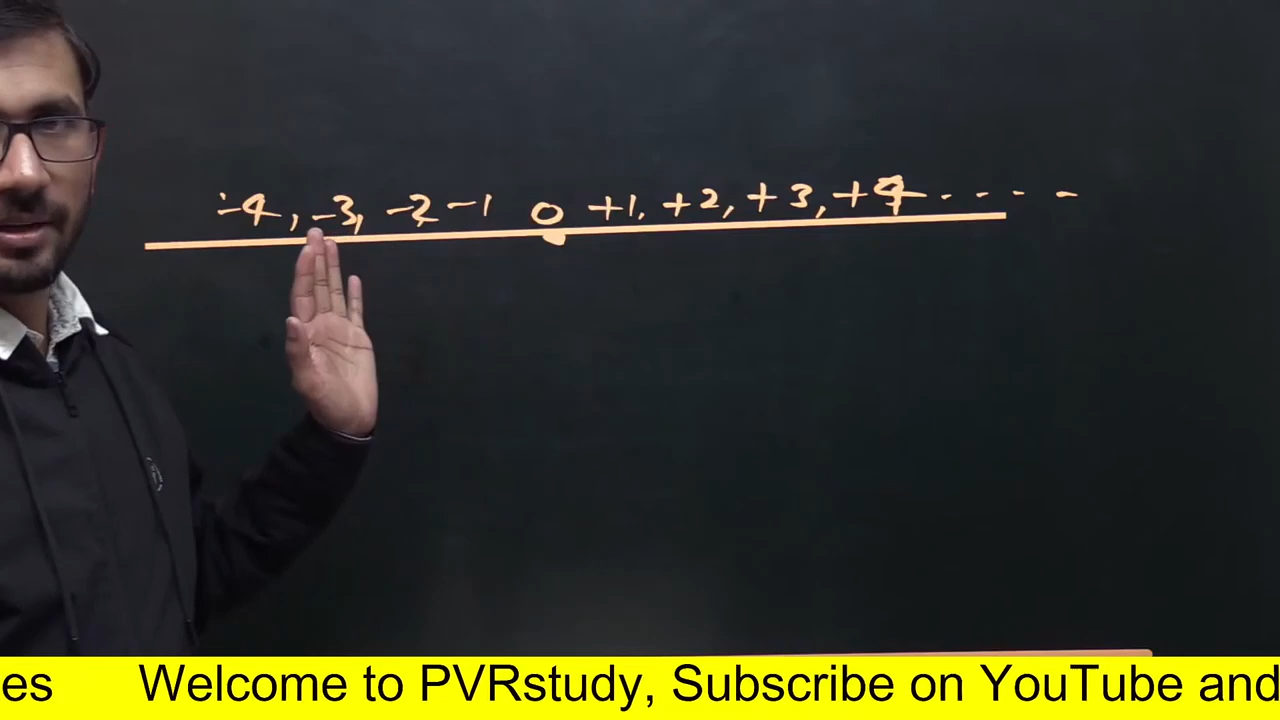 -4, -3, -2 -1 0 +1, +2, +3, +4 - - - -
es Welcome to PVRstudy, Subscribe on YouTube and